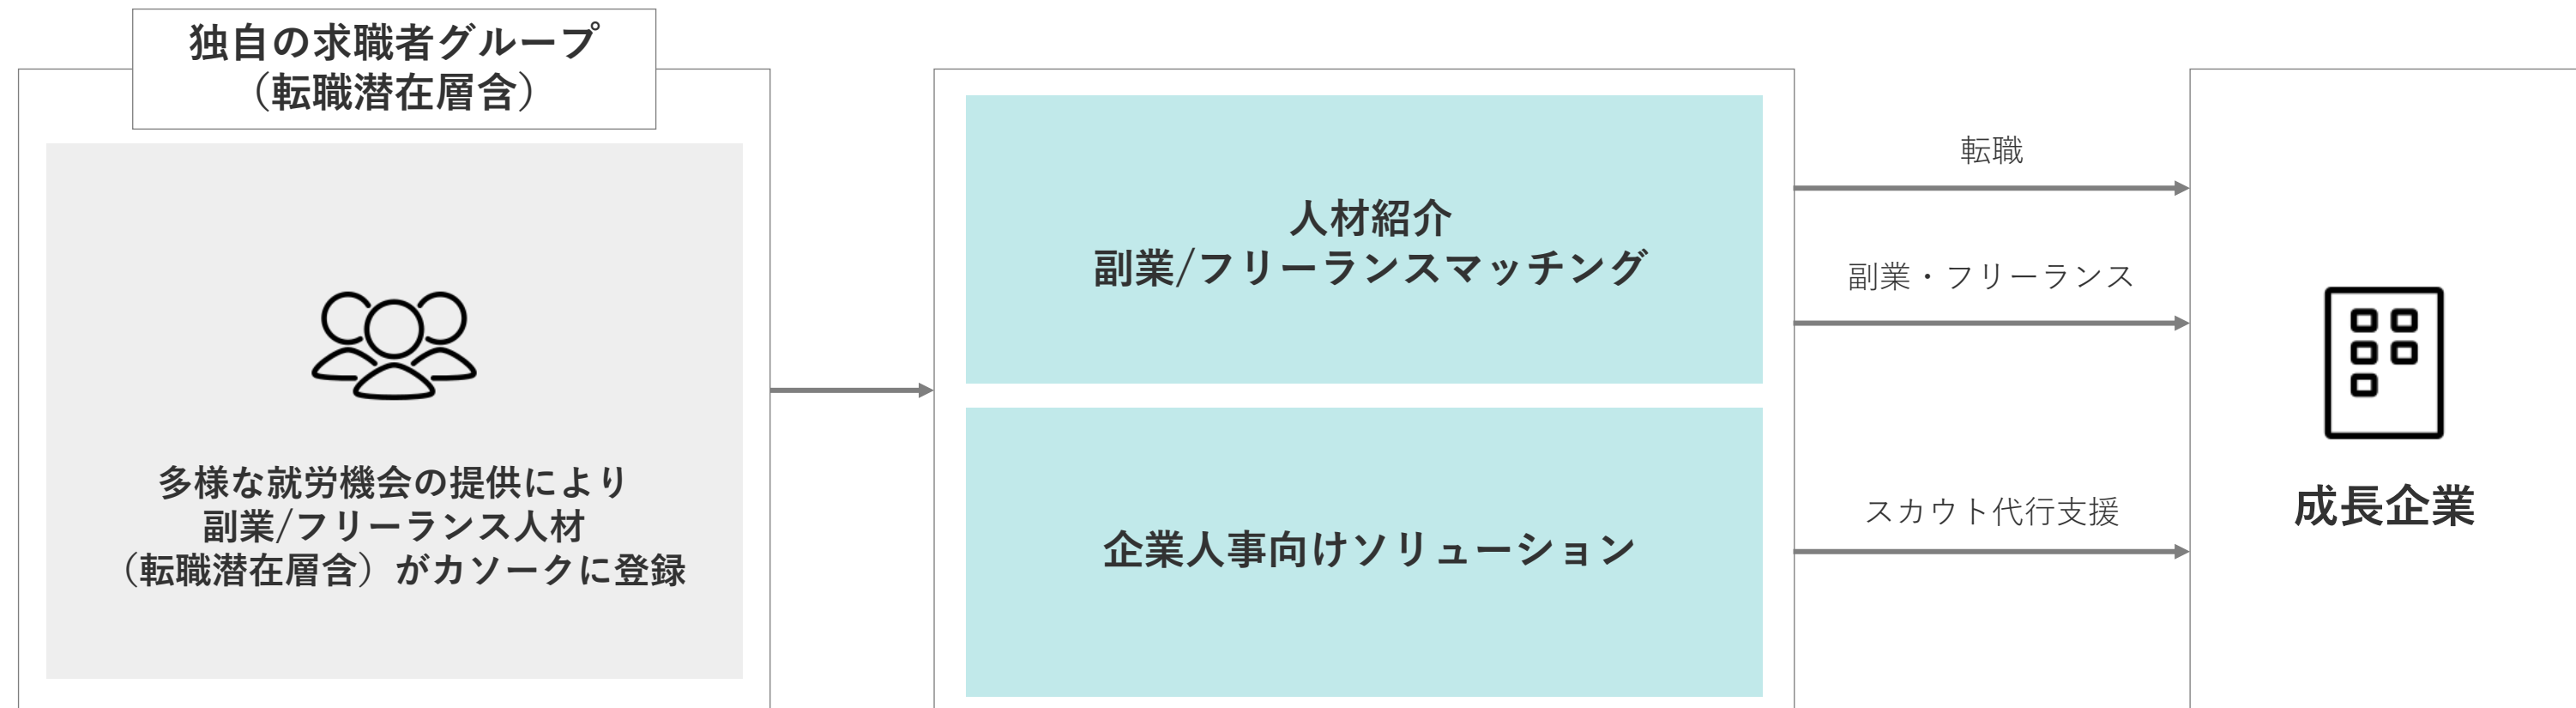 独自の求職者グループ
（転職潜在層含）
多様な就労機会の提供により
副業/フリーランス人材
（転職潜在層含）がカソークに登録
人材紹介
副業/フリーランスマッチング
企業人事向けソリューション
転職
副業・フリーランス
スカウト代行支援
成長企業